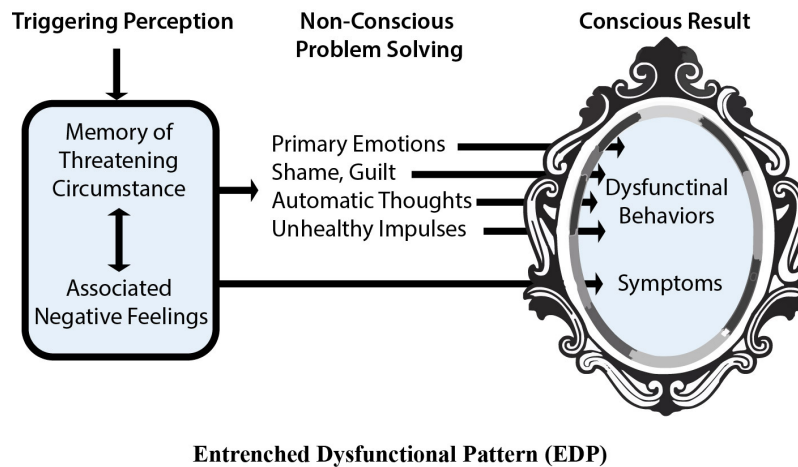 Triggering Perception
Non-Conscious
Problem Solving
Conscious Result
Memory of
Threatening
Circumstance
Associated
Negative Feelings
Primary Emotions
Shame, Guilt
Automatic Thoughts
Unhealthy Impulses
Dysfunctinal
Behaviors
Symptoms
Entrenched Dysfunctional Pattern (EDP)